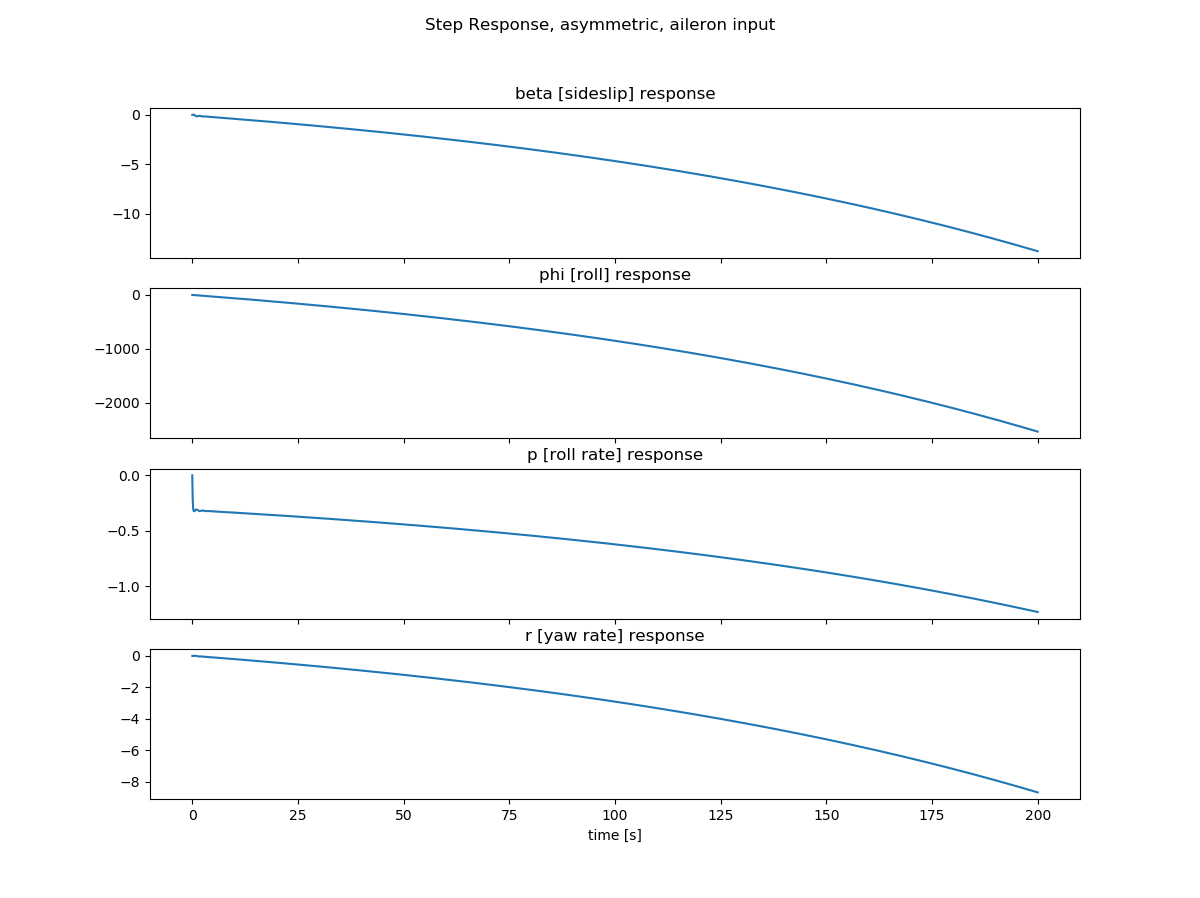 Step Response, asymmetric, aileron input
beta [sideslip] response
0
−5
−10
phi [roll] response
0
−1000
−2000
p [roll rate] response
0.0
−0.5
−1.0
r [yaw rate] response
0
−2
−4
−6
−8
0 25 50 75 100 125 150 175 200
time [s]